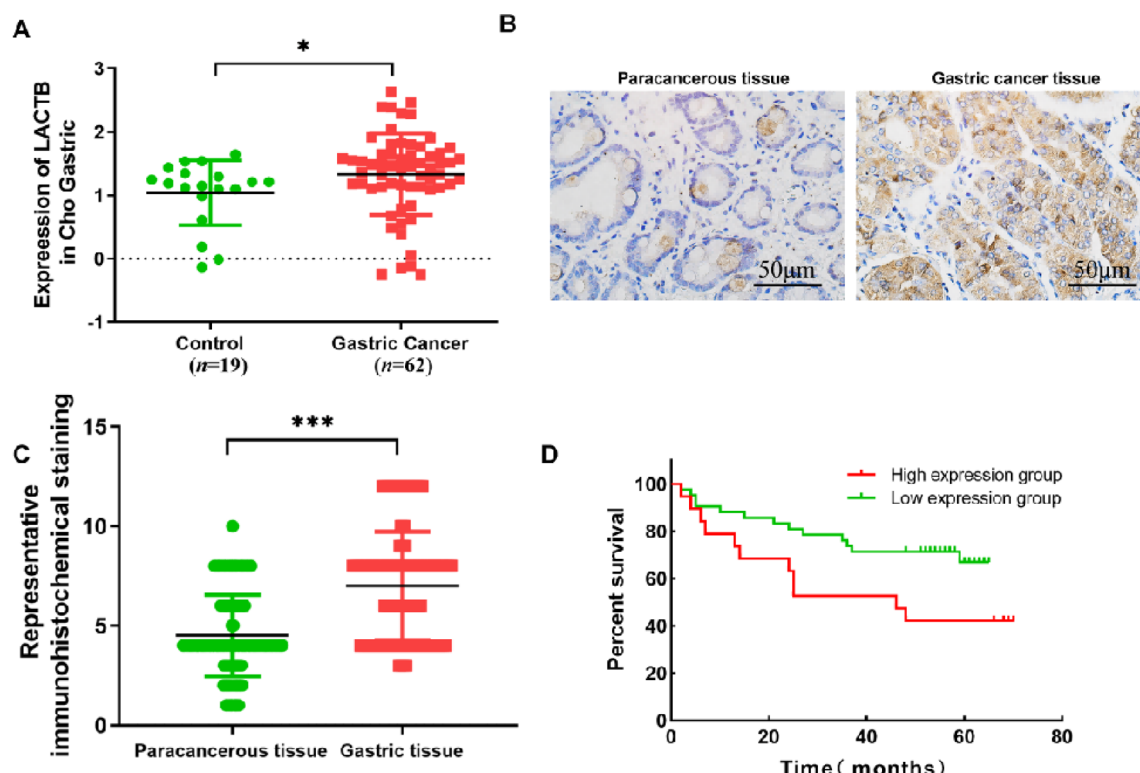 A
*
Expression of LACTB
in Cho Gastric
3
2
1
0
-1
Control
(n=19)
Gastric Cancer
(n=62)
B
Paracancerous tissue
Gastric cancer tissue
50μm
50μm
C
***
Representative
immunohistochemical staining
15
10
5
0
Paracancerous tissue
Gastric tissue
D
High expression group
Low expression group
Percent survival
100
80
60
40
20
0
0
20
40
60
80
Time( months)